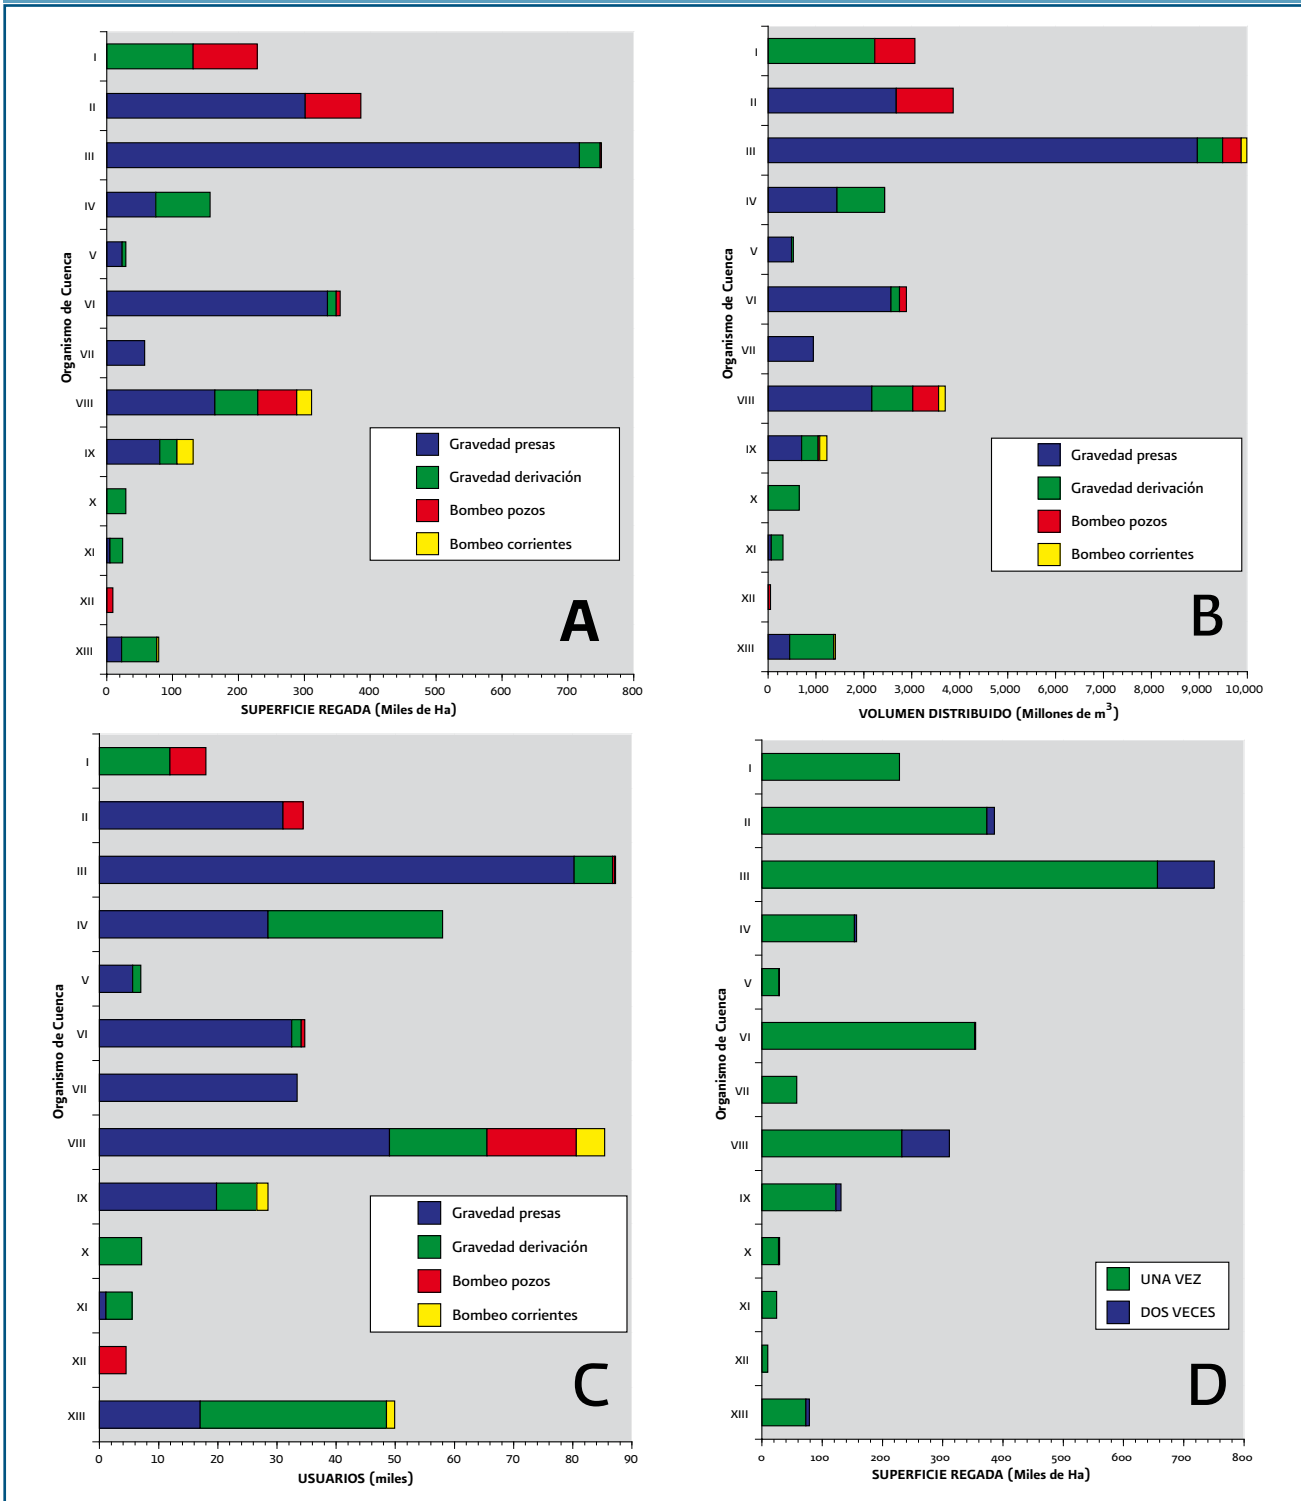 I
II
III
IV
V
VI
VII
VIII
IX
X
XI
XII
XIII
Organismo de Cuenca
Gravedad presas
Gravedad derivación
Bombeo pozos
Bombeo corrientes
A
0 100 200 300 400 500 600 700 800
SUPERFICIE REGADA (Miles de Ha)
I
II
III
IV
V
VI
VII
VIII
IX
X
XI
XII
XIII
Organismo de Cuenca
Gravedad presas
Gravedad derivación
Bombeo pozos
Bombeo corrientes
B
0 1,000 2,000 3,000 4,000 5,000 6,000 7,000 8,000 9,000 10,000
VOLUMEN DISTRIBUIDO (Millones de m³)
I
II
III
IV
V
VI
VII
VIII
IX
X
XI
XII
XIII
Organismo de Cuenca
Gravedad presas
Gravedad derivación
Bombeo pozos
Bombeo corrientes
C
0 10 20 30 40 50 60 70 80 90
USUARIOS (miles)
I
II
III
IV
V
VI
VII
VIII
IX
X
XI
XII
XIII
Organismo de Cuenca
UNA VEZ
DOS VECES
D
0 100 200 300 400 500 600 700 800
SUPERFICIE REGADA (Miles de Ha)